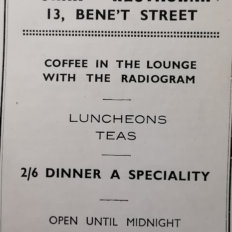 13, BENE'T STREET
COFFEE IN THE LOUNGE
WITH THE RADIOGRAM
LUNCHEONS
TEAS
2/6 DINNER A SPECIALITY
OPEN UNTIL MIDNIGHT